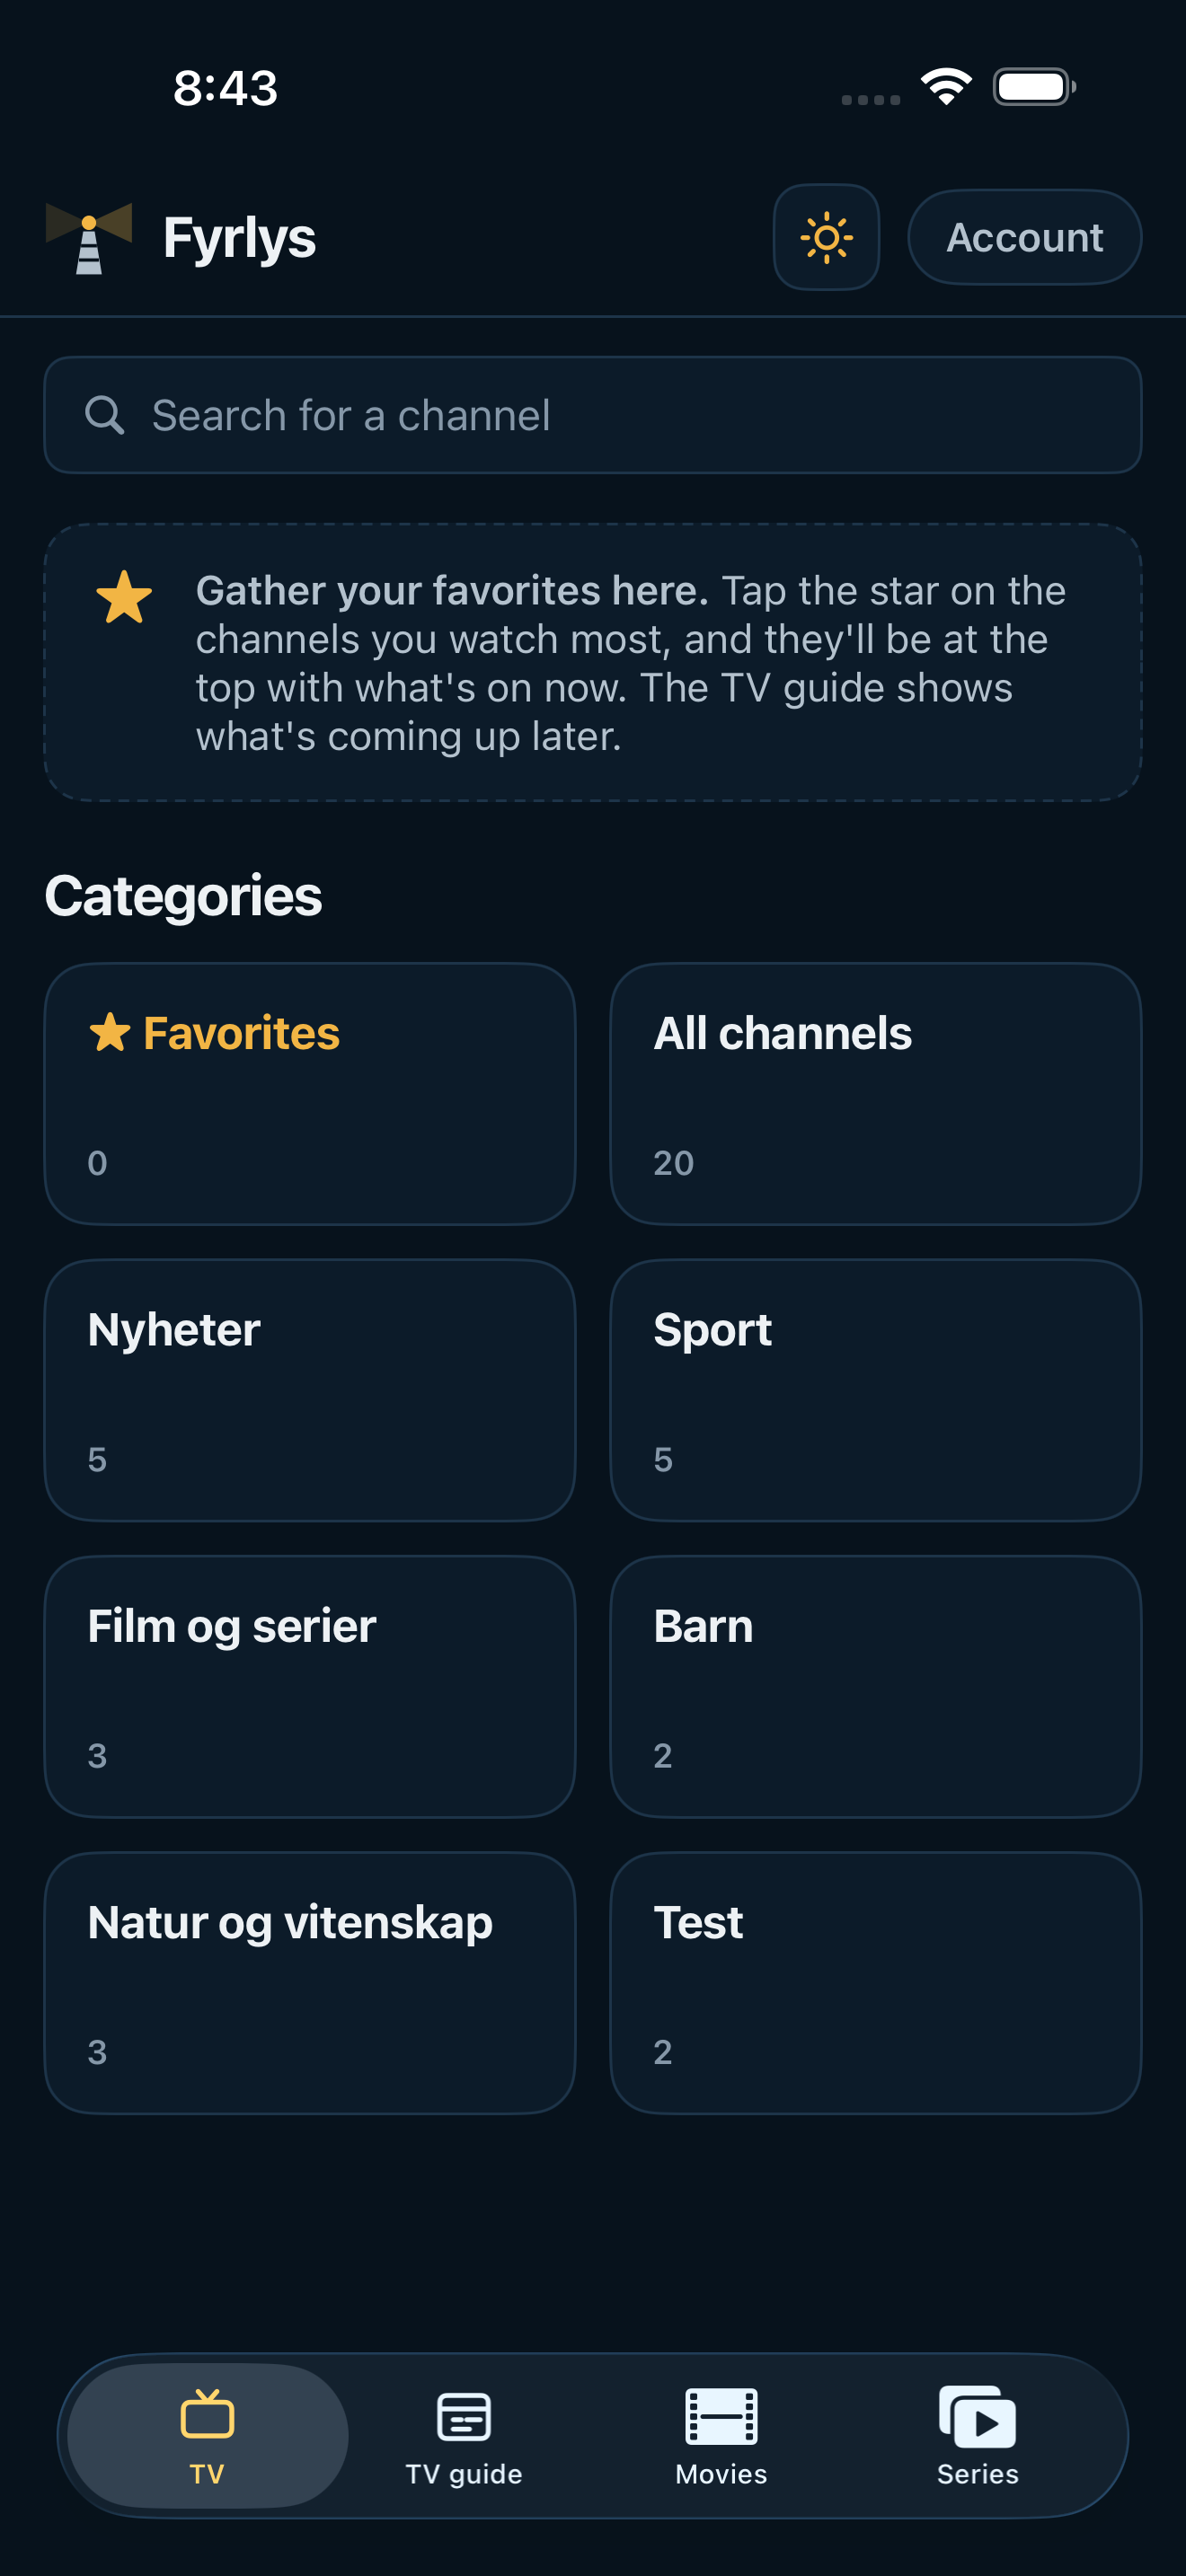 8:43
Fyrlys
Account
Search for a channel
Gather your favorites here. Tap the star on the
channels you watch most, and they'll be at the
top with what's on now. The TV guide shows
what's coming up later.
Categories
Favorites
0
All channels
20
Nyheter
5
Sport
5
Film og serier
3
Barn
2
Natur og vitenskap
3
Test
2
TV
TV guide
Movies
Series